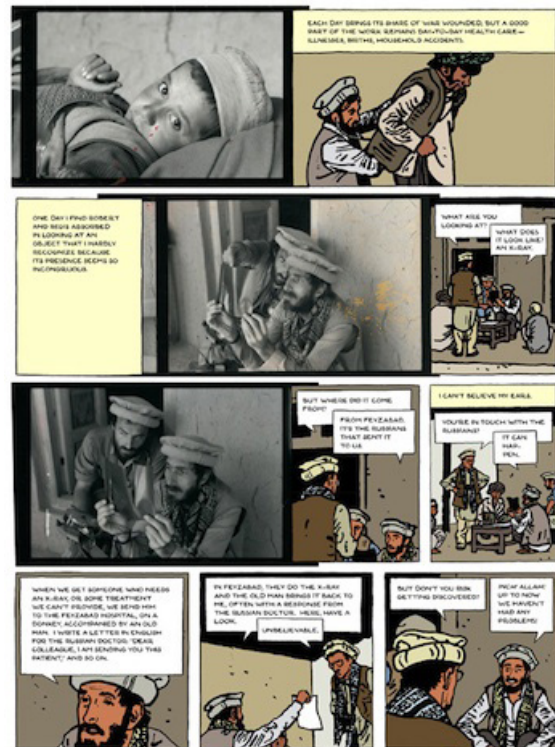 EACH DAY BRINGS ITS SHARE OF WAR WOUNDED, BUT A GOOD
PART OF THE WORK REMAINS DAY-TO-DAY HEALTH CARE—
ILLNESSES, BIRTHS, HOUSEHOLD ACCIDENTS.
ONE DAY I FIND ROBERT
AND REGIS ABSORBED
IN LOOKING AT AN
OBJECT THAT I HARDLY
RECOGNIZE BECAUSE
ITS PRESENCE SEEMS SO
INCONGRUOUS.
WHAT ARE YOU
LOOKING AT?
WHAT DOES
IT LOOK LIKE?
AN X-RAY.
BUT WHERE DID IT COME
FROM?
FROM FEYZABAD.
IT'S THE RUSSIANS
THAT SENT IT
TO US.
I CAN'T BELIEVE MY EARS.
YOU'RE IN TOUCH WITH THE
RUSSIANS?
IT CAN
HAP-
PEN.
WHEN WE GET SOMEONE WHO NEEDS
AN X-RAY, OR SOME TREATMENT
WE CAN'T PROVIDE, WE SEND HIM
TO THE FEYZABAD HOSPITAL, ON A
DONKEY, ACCOMPANIED BY AN OLD
MAN. I WRITE A LETTER IN ENGLISH
FOR THE RUSSIAN DOCTOR: "DEAR
COLLEAGUE, I AM SENDING YOU THIS
PATIENT," AND SO ON.
IN FEYZABAD, THEY DO THE X-RAY
AND THE OLD MAN BRINGS IT BACK TO
ME, OFTEN WITH A RESPONSE FROM
THE RUSSIAN DOCTOR. HERE, HAVE A
LOOK.
UNBELIEVABLE.
BUT DON'T YOU RISK
GETTING DISCOVERED?
PFF! ALLAH!
UP TO NOW
WE HAVEN'T
HAD ANY
PROBLEMS!